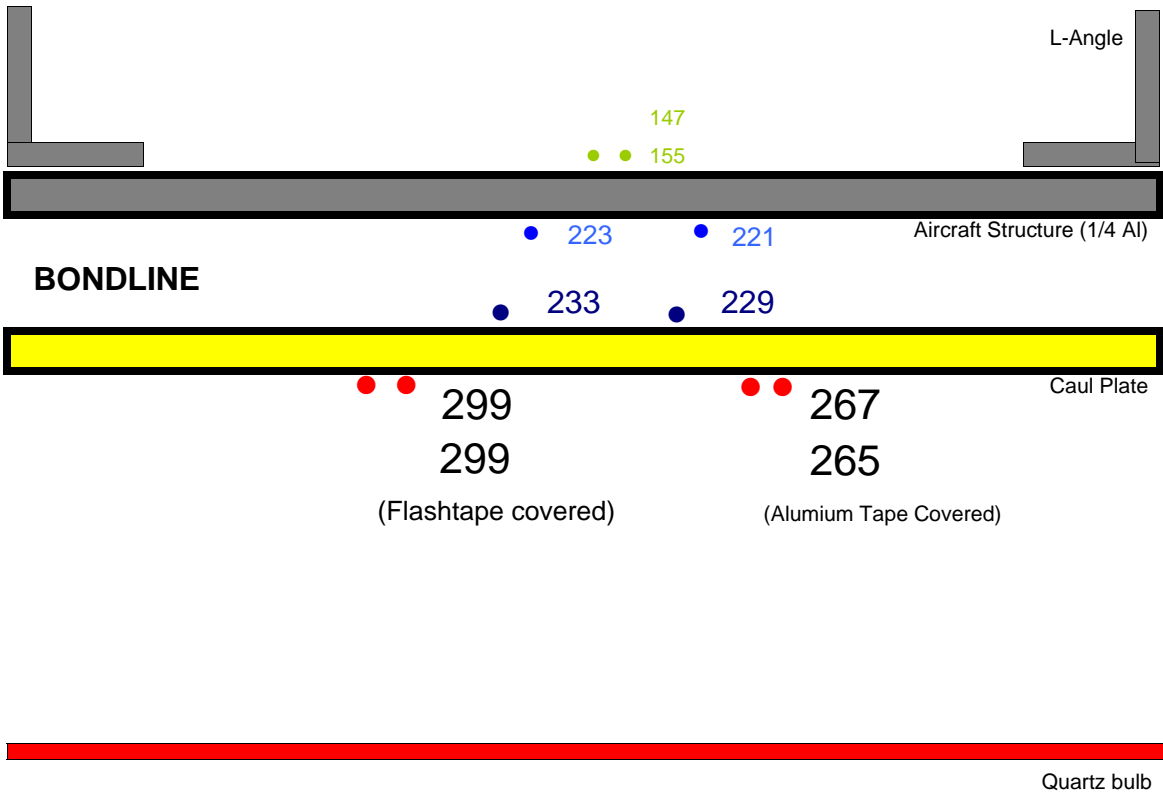 L-Angle
147
155
223
221
Aircraft Structure (1/4 Al)
BONDLINE
233
229
Caul Plate
299
267
299
265
(Flashtape covered)
(Alumium Tape Covered)
Quartz bulb